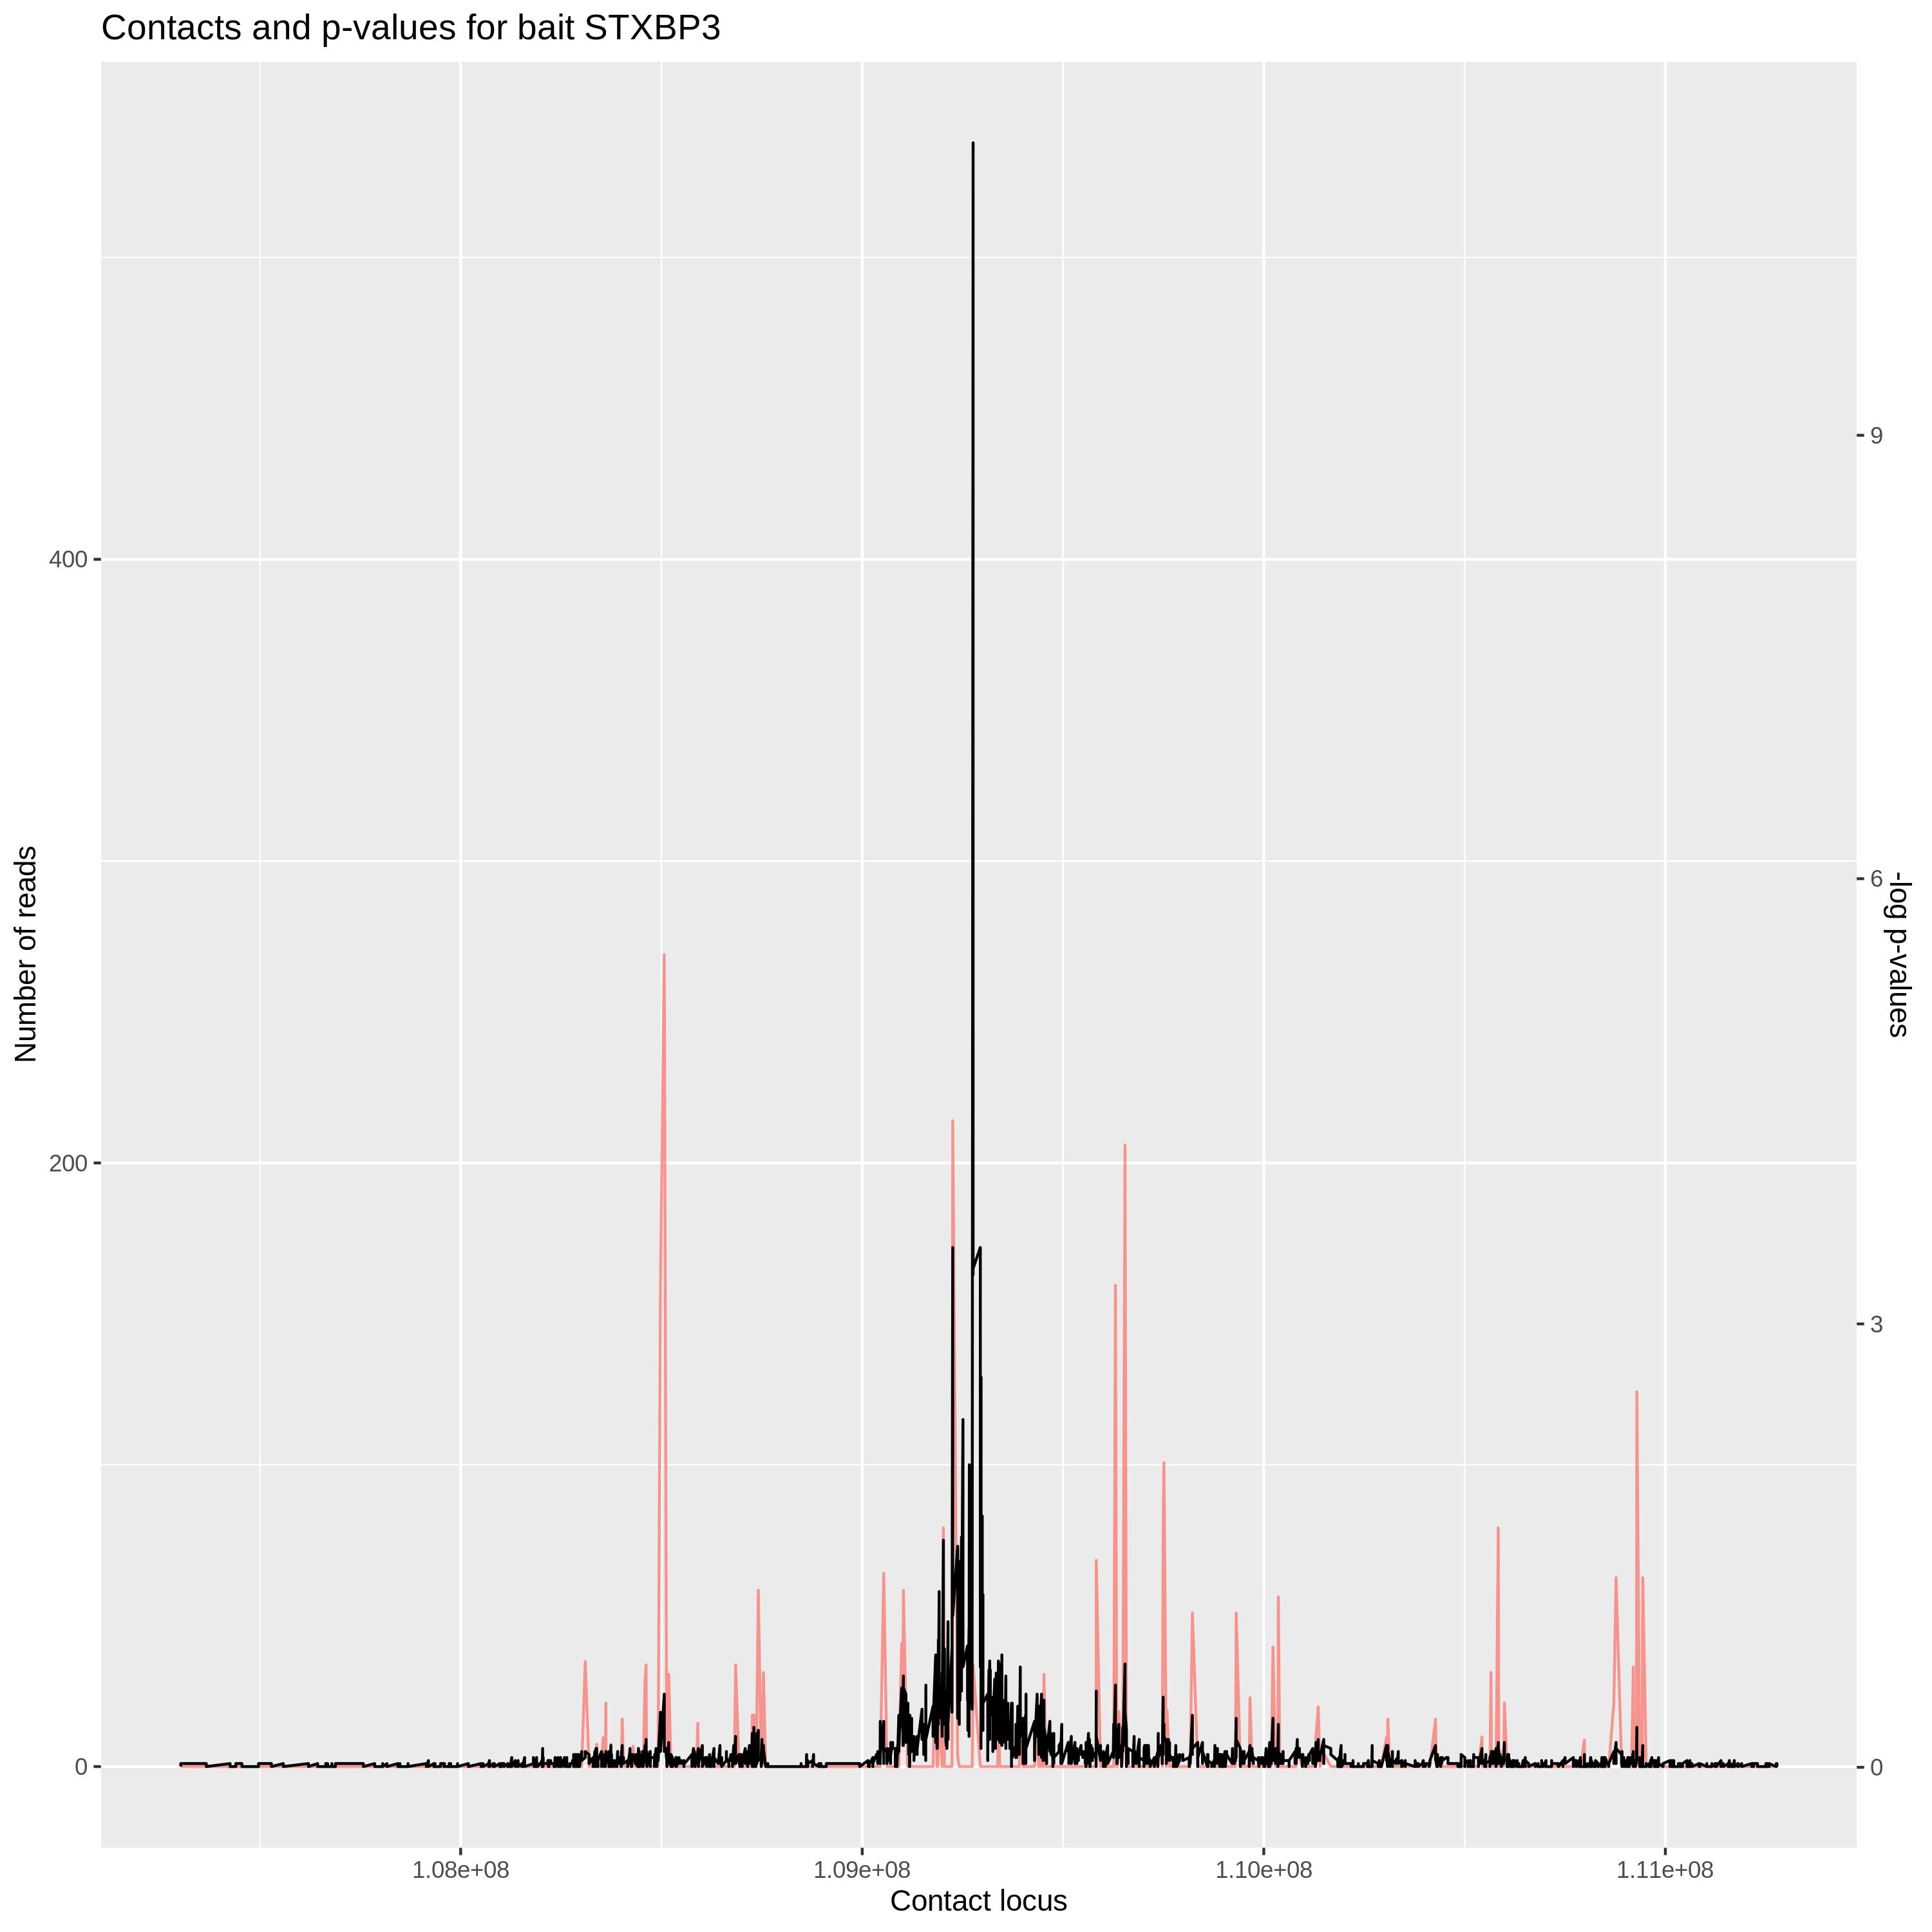 Contacts and p-values for bait STXBP3
Number of reads
400
200
0
9
6
3
0
-log p-values
1.08e+08
1.09e+08
1.10e+08
1.11e+08
Contact locus